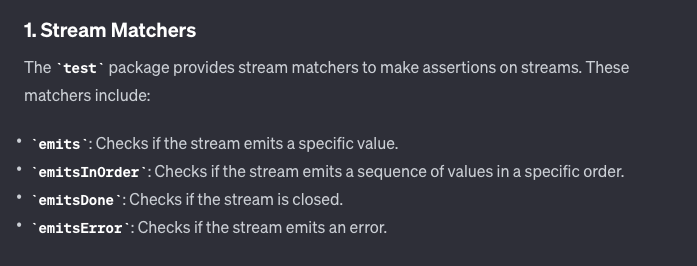 1. Stream Matchers
The `test` package provides stream matchers to make assertions on streams. These
matchers include:
• `emits`: Checks if the stream emits a specific value.
• `emitsInOrder`: Checks if the stream emits a sequence of values in a specific order.
• `emitsDone`: Checks if the stream is closed.
• `emitsError`: Checks if the stream emits an error.